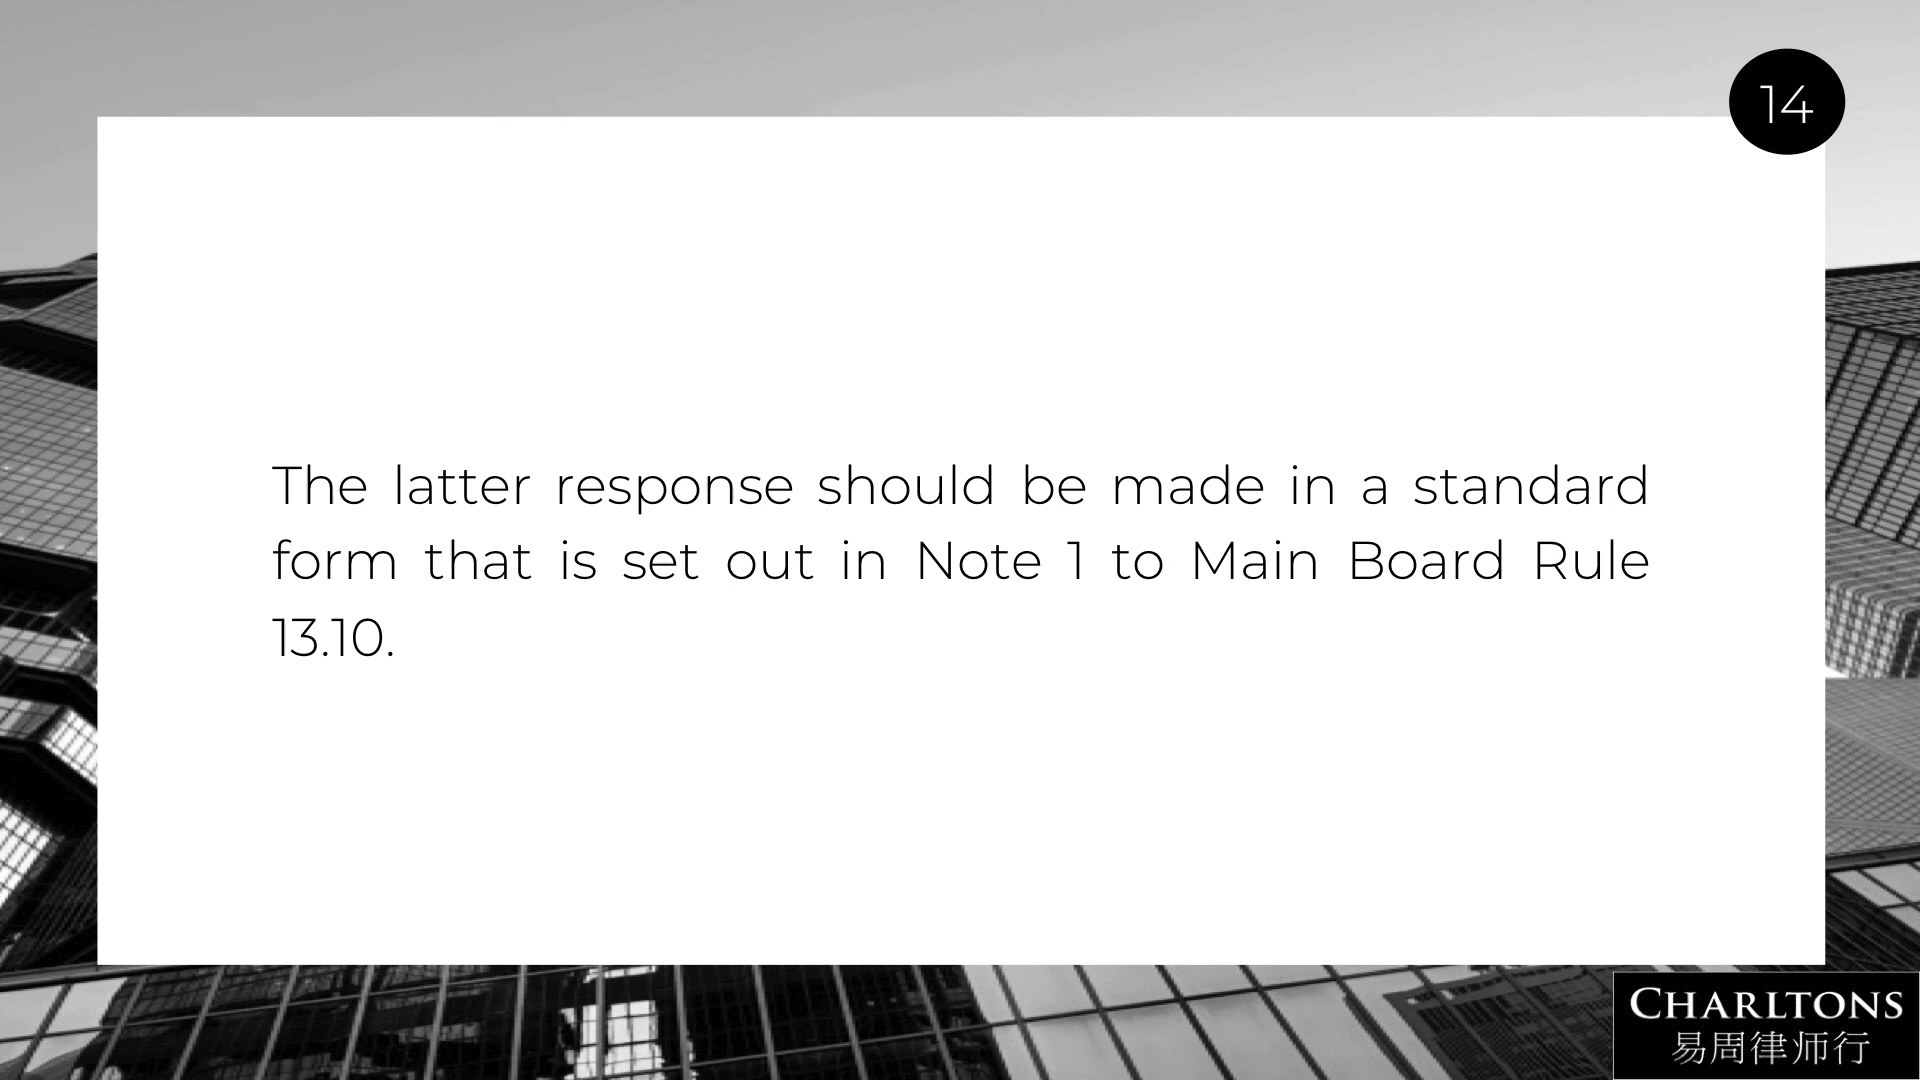 14
The latter response should be made in a standard
form that is set out in Note 1 to Main Board Rule
13.10.
CHARLTONS
易周律师行